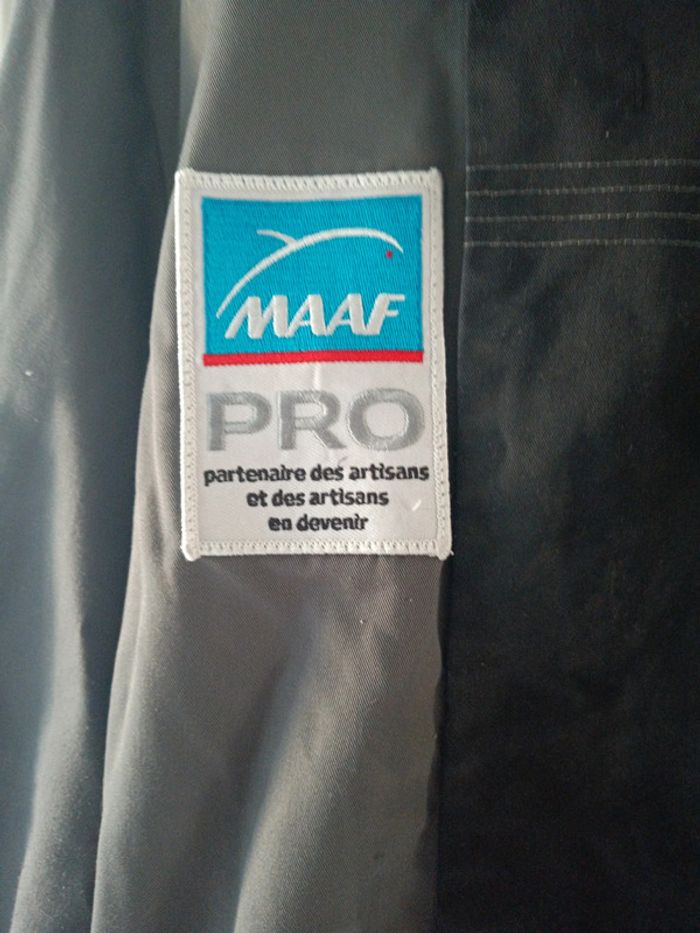 MAAF
PRO
partenaire des artisans
et des artisans
en devenir